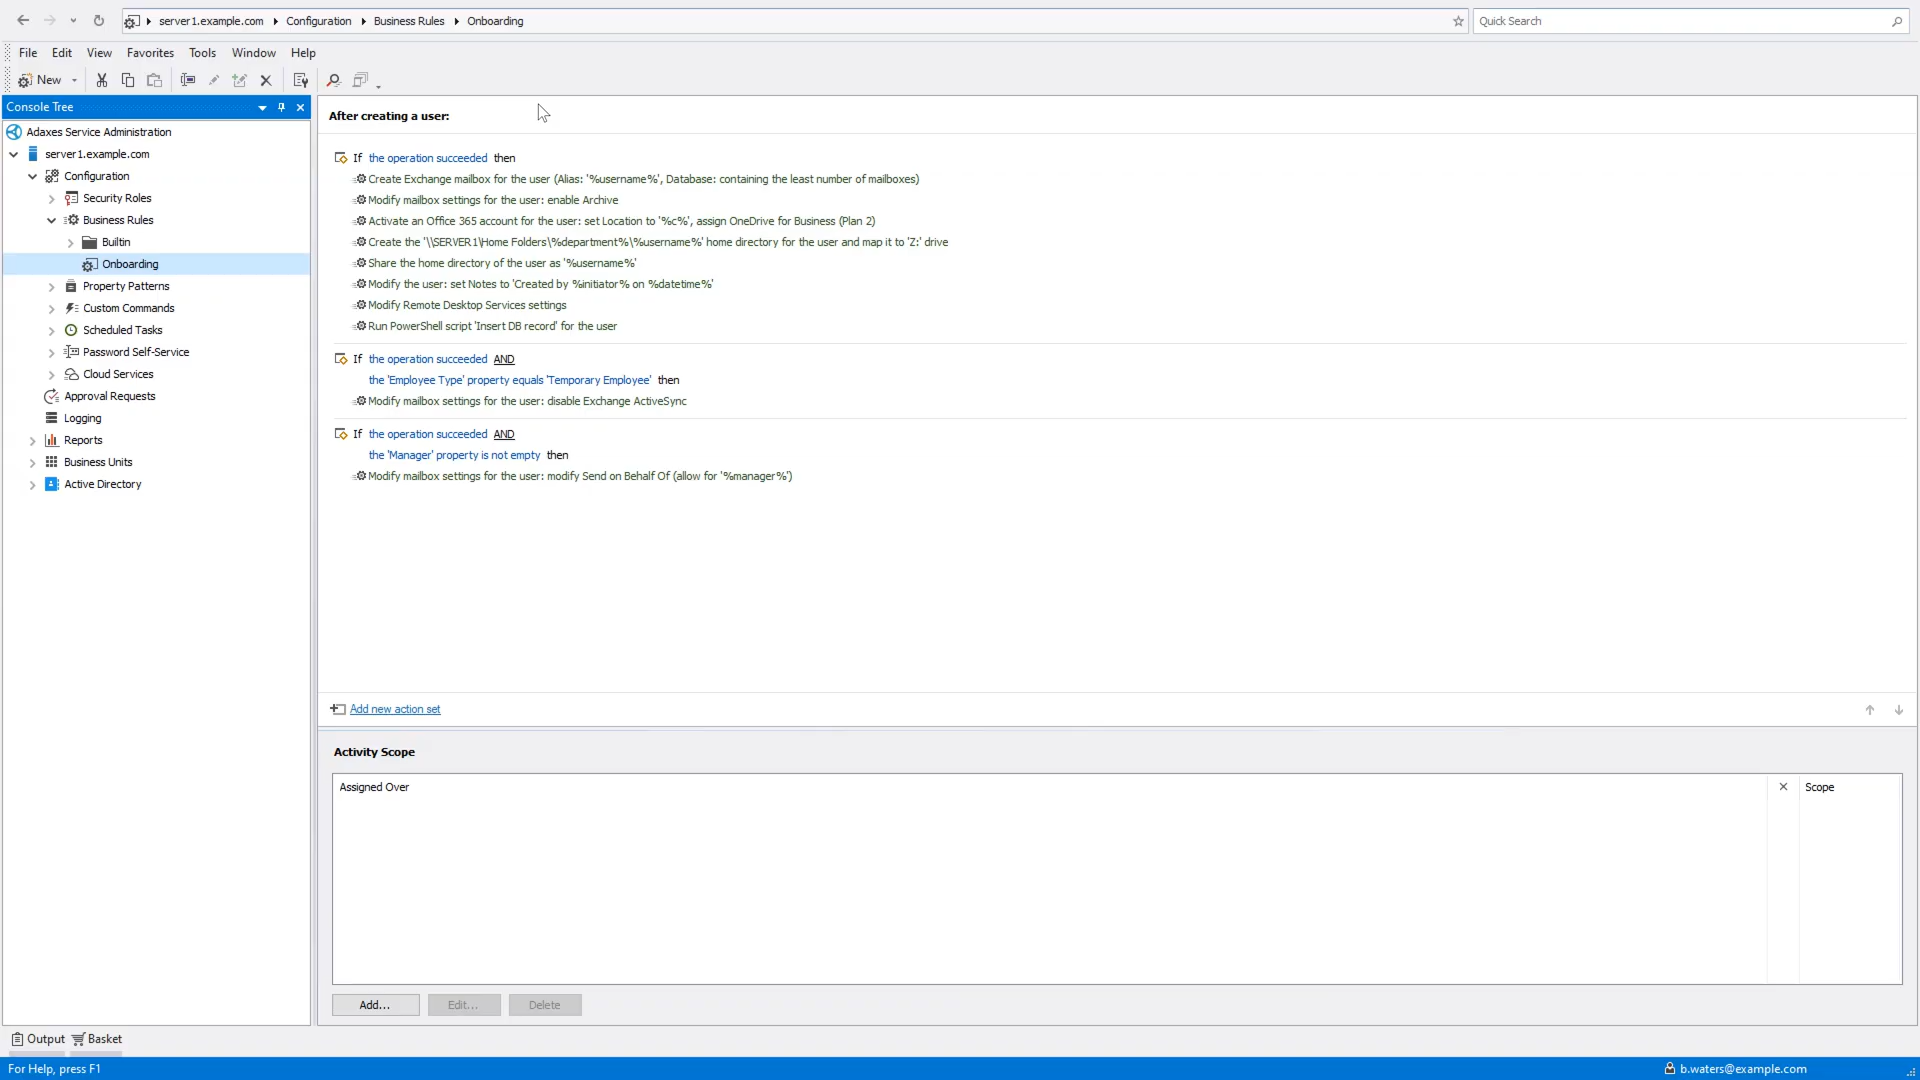 server1.example.com Configuration Business Rules Onboarding
Quick Search
File Edit View Favorites Tools Window Help
New
Console Tree
Adaxes Service Administration
server1.example.com
Configuration
Security Roles
Business Rules
Builtin
Onboarding
Property Patterns
Custom Commands
Scheduled Tasks
Password Self-Service
Cloud Services
Approval Requests
Logging
Reports
Business Units
Active Directory
After creating a user:
If the operation succeeded then
Create Exchange mailbox for the user (Alias: '%username%', Database: containing the least number of mailboxes)
Modify mailbox settings for the user: enable Archive
Activate an Office 365 account for the user: set Location to '%c%', assign OneDrive for Business (Plan 2)
Create the '\\SERVER1\Home Folders\%department%\%username%' home directory for the user and map it to 'Z:' drive
Share the home directory of the user as '%username%'
Modify the user: set Notes to 'Created by %initiator% on %datetime%'
Modify Remote Desktop Services settings
Run PowerShell script 'Insert DB record' for the user
If the operation succeeded AND
the 'Employee Type' property equals 'Temporary Employee' then
Modify mailbox settings for the user: disable Exchange ActiveSync
If the operation succeeded AND
the 'Manager' property is not empty then
Modify mailbox settings for the user: modify Send on Behalf Of (allow for '%manager%')
Add new action set
Activity Scope
Assigned Over
Scope
Add... Edit... Delete
Output Basket
For Help, press F1
b.waters@example.com